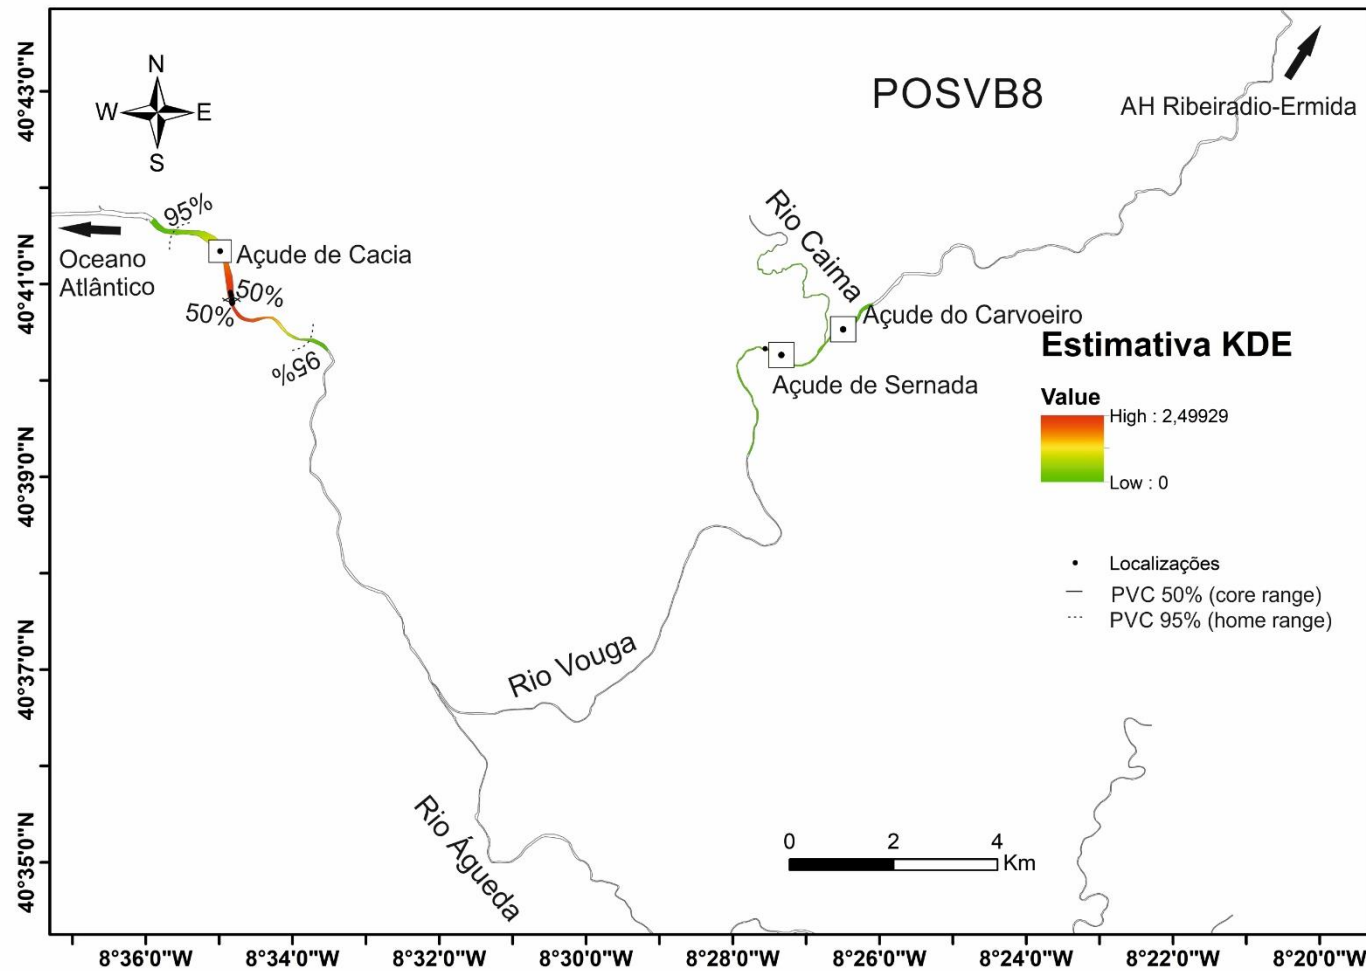 POSVB8
N
W
E
S
AH Ribeiradio-Ermida
Rio Caima
95%
Açude de Cacia
Oceano
Atlântico
50%
50%
95%
Açude do Carvoeiro
Açude de Sernada
Estimativa KDE
Value
High : 2,49929
Low : 0
Localizações
PVC 50% (core range)
PVC 95% (home range)
Rio Vouga
Rio Águeda
0 2 4
Km
40°43'0"N
40°41'0"N
40°39'0"N
40°37'0"N
40°35'0"N
8°36'0"W 8°34'0"W 8°32'0"W 8°30'0"W 8°28'0"W 8°26'0"W 8°24'0"W 8°22'0"W 8°20'0"W